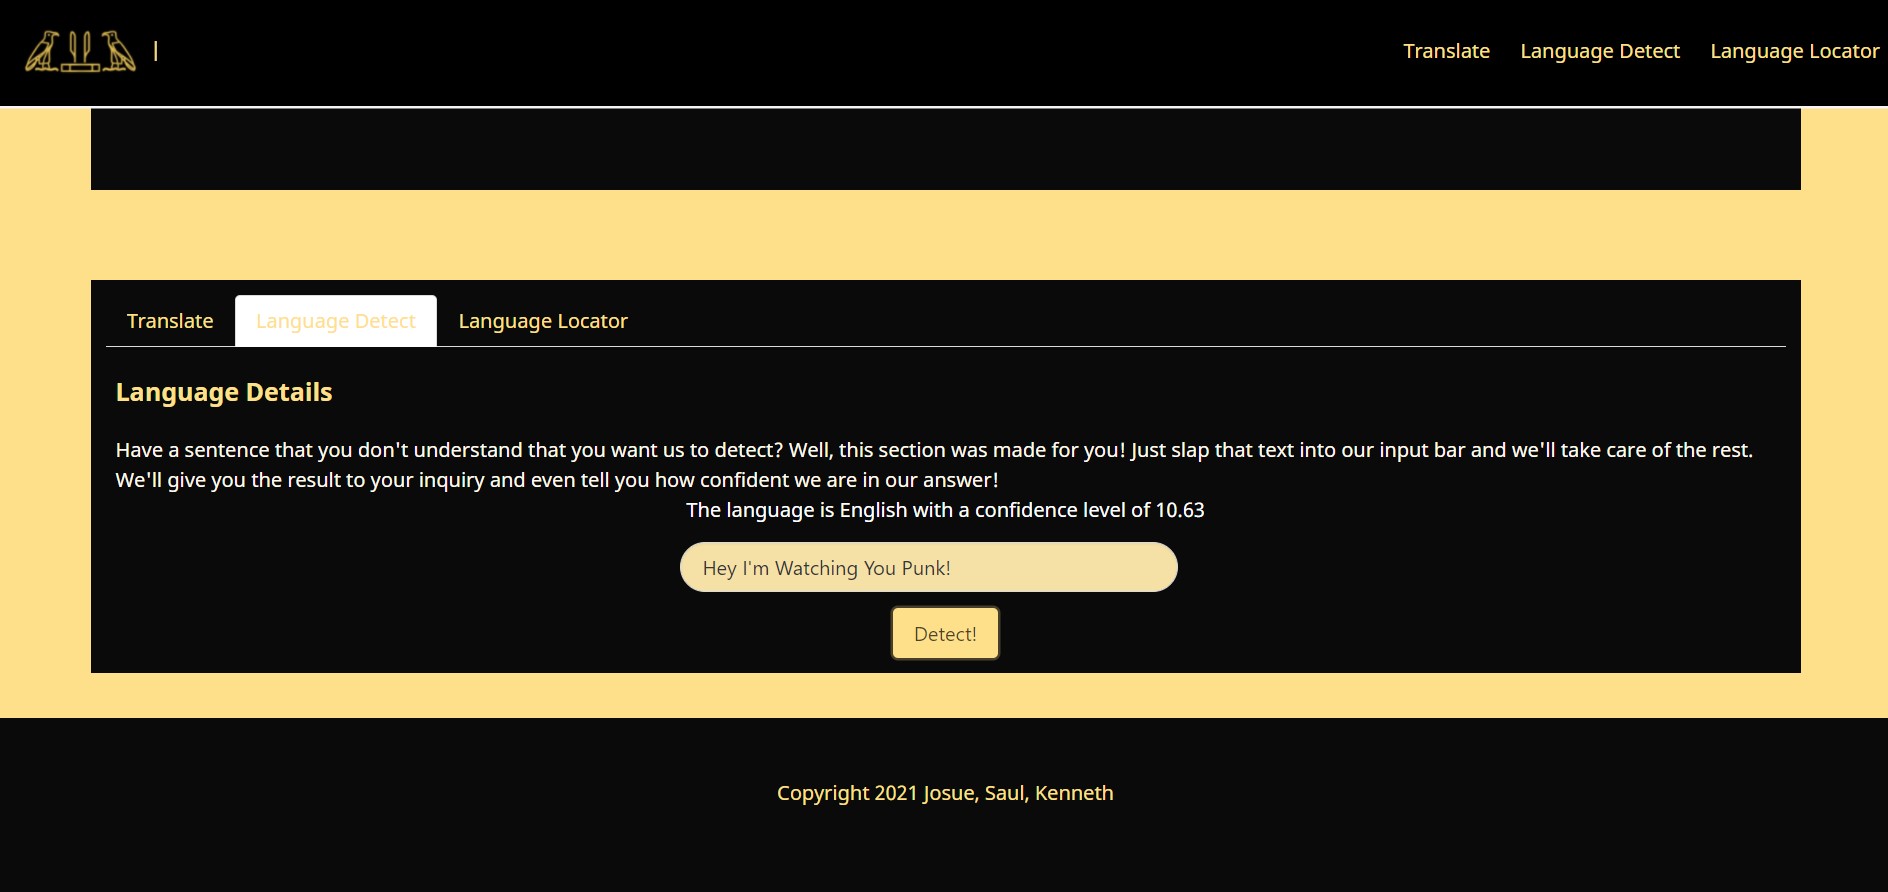 Translate Language Detect Language Locator
Translate Language Detect Language Locator
Language Details
Have a sentence that you don't understand that you want us to detect? Well, this section was made for you! Just slap that text into our input bar and we'll take care of the rest.
We'll give you the result to your inquiry and even tell you how confident we are in our answer!
The language is English with a confidence level of 10.63
Hey I'm Watching You Punk!
Detect!
Copyright 2021 Josue, Saul, Kenneth